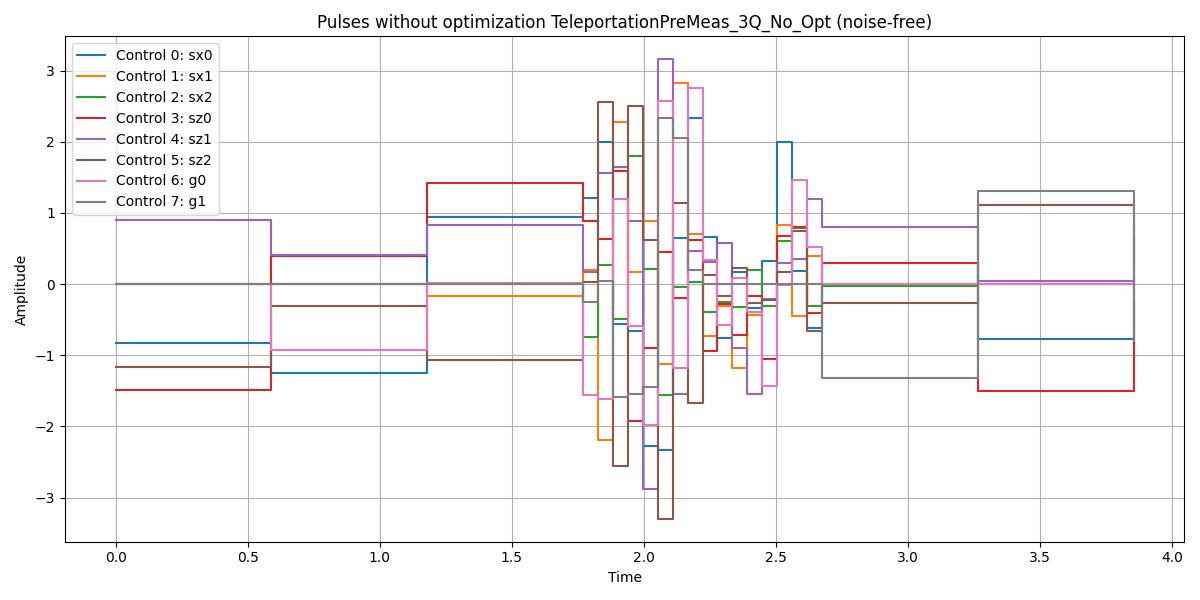 Pulses without optimization TeleportationPreMeas_3Q_No_Opt (noise-free)
Control 0: sx0
Control 1: sx1
Control 2: sx2
Control 3: sz0
Control 4: sz1
Control 5: sz2
Control 6: g0
Control 7: g1
3
2
1
0
−1
−2
−3
Amplitude
0.0 0.5 1.0 1.5 2.0 2.5 3.0 3.5 4.0
Time